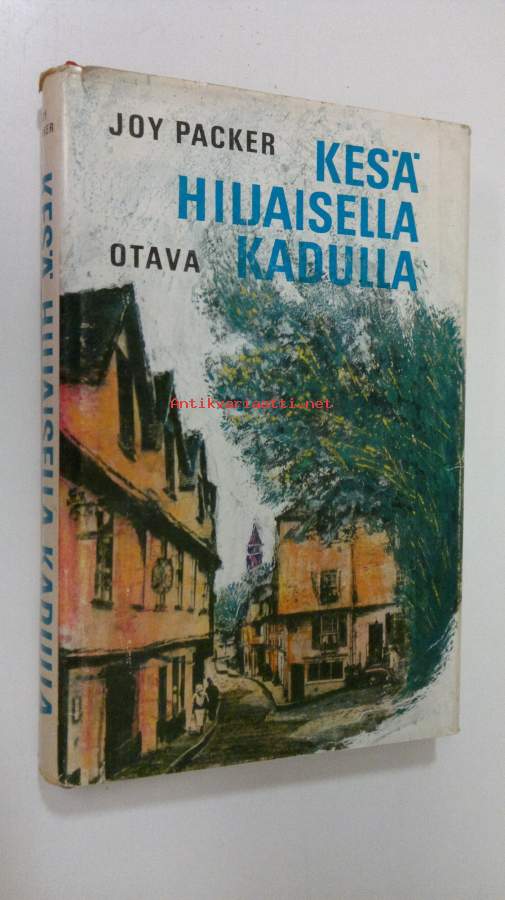 JOY PACKER
KESÄ
HILJAISELLA
OTAVA
KADULLA
KESÄ HILJAISELLA KADULLA
Antikvariaatti.net